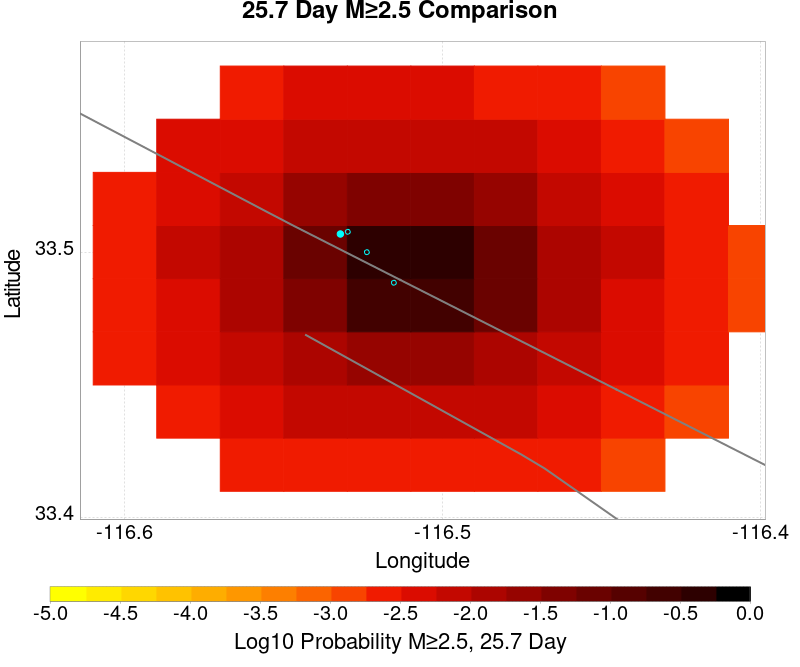 25.7 Day M≥2.5 Comparison
Latitude
33.5
33.4
-116.6 -116.5 -116.4
Longitude
-5.0 -4.5 -4.0 -3.5 -3.0 -2.5 -2.0 -1.5 -1.0 -0.5 0.0
Log10 Probability M≥2.5, 25.7 Day